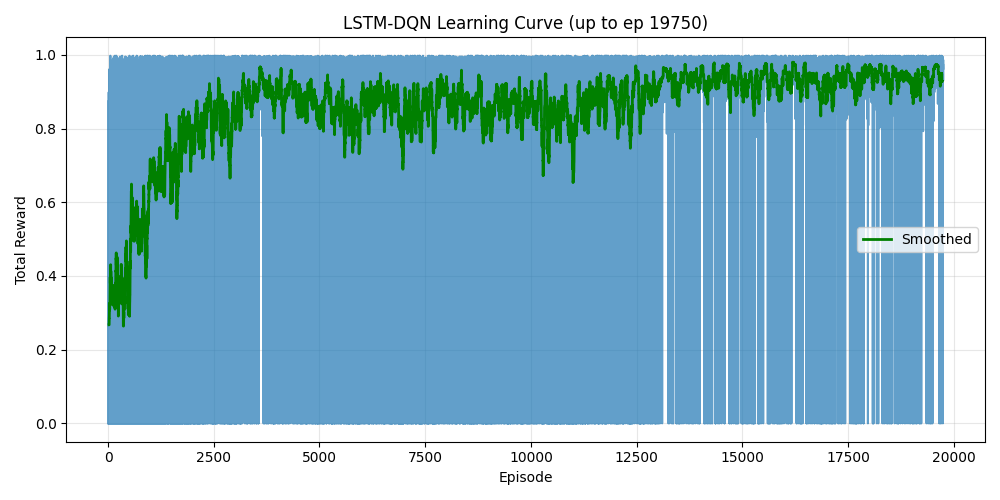 LSTM-DQN Learning Curve (up to ep 19750)
Total Reward
1.0
0.8
0.6
0.4
0.2
0.0
Smoothed
0 2500 5000 7500 10000 12500 15000 17500 20000
Episode